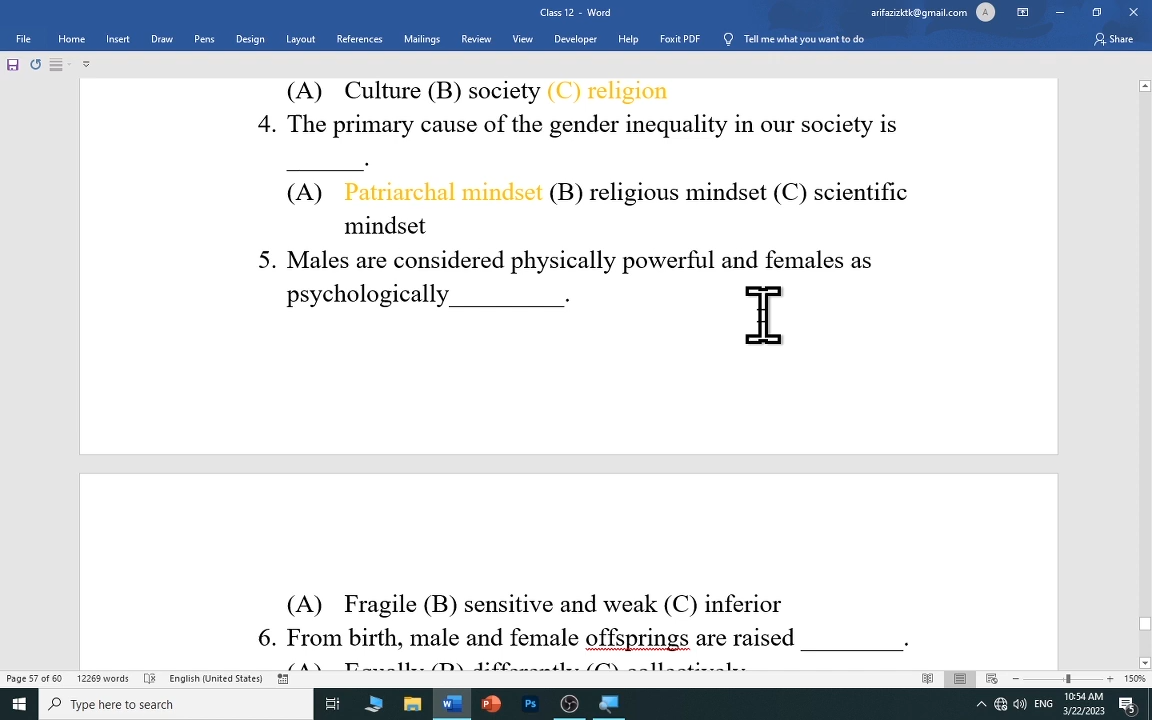 Class 12 - Word
arifazizktk@gmail.com
A
File Home Insert Draw Pens Design Layout References Mailings Review View Developer Help Foxit PDF Tell me what you want to do Share
(A) Culture (B) society (C) religion
4. The primary cause of the gender inequality in our society is
______.
(A) Patriarchal mindset (B) religious mindset (C) scientific
mindset
5. Males are considered physically powerful and females as
psychologically_________.
(A) Fragile (B) sensitive and weak (C) inferior
6. From birth, male and female offsprings are raised ________.
(A) Equally (B) differently (C) collectively
Page 57 of 60 12269 words English (United States) 150%
Type here to search
ENG
10:54 AM
3/22/2023
5